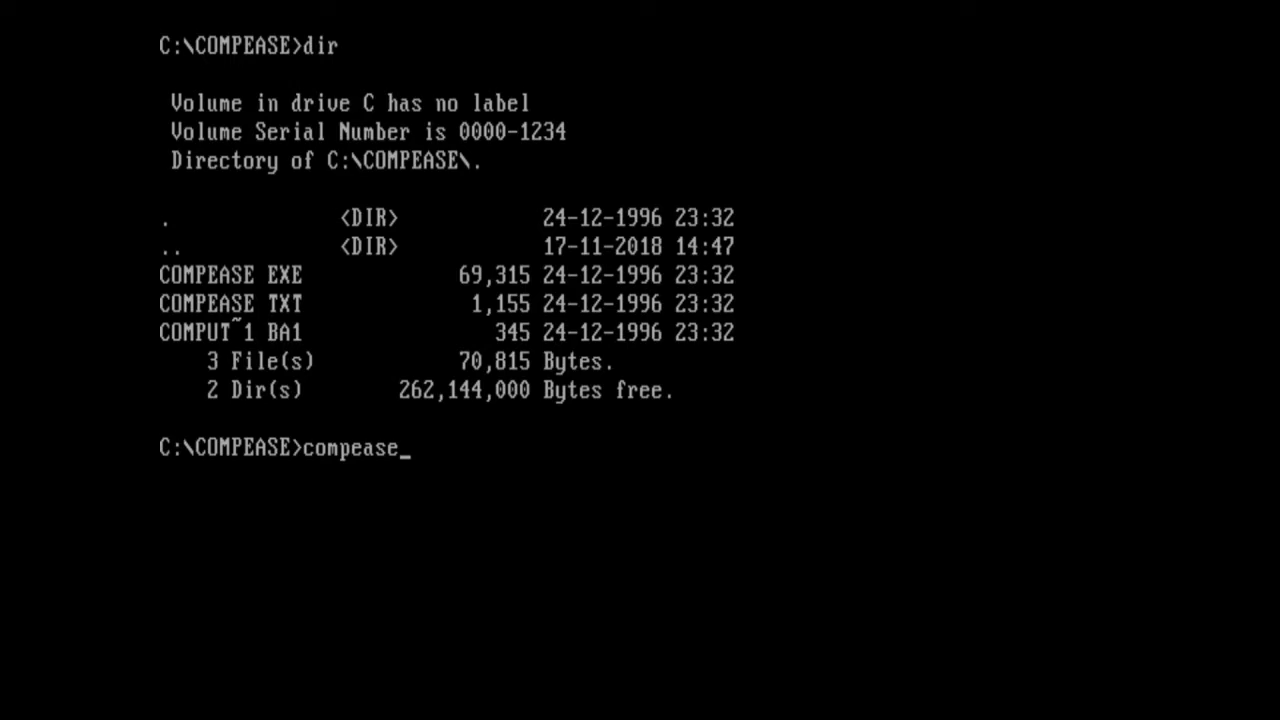 C:\COMPEASE>dir
Volume in drive C has no label
Volume Serial Number is 0000-1234
Directory of C:\COMPEASE\.
. <DIR> 24-12-1996 23:32
.. <DIR> 17-11-2018 14:47
COMPEASE EXE 69,315 24-12-1996 23:32
COMPEASE TXT 1,155 24-12-1996 23:32
COMPUT~1 BA1 345 24-12-1996 23:32
3 File(s) 70,815 Bytes.
2 Dir(s) 262,144,000 Bytes free.
C:\COMPEASE>compease_